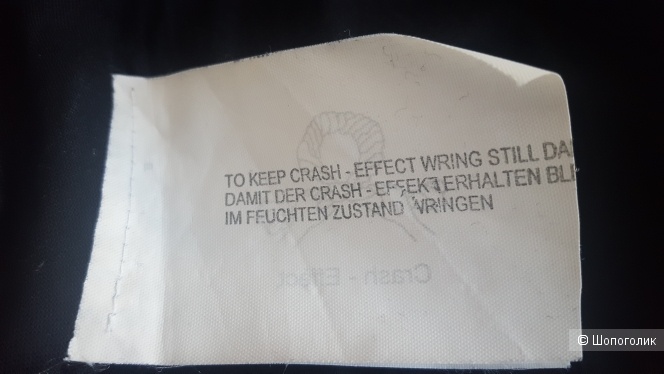 TO KEEP CRASH - EFFECT WRING STILL DA
DAMIT DER CRASH - EFFEKT ERHALTEN BLE
IM FEUCHTEN ZUSTAND WRINGEN
Crash - Effect
© Шопоголик